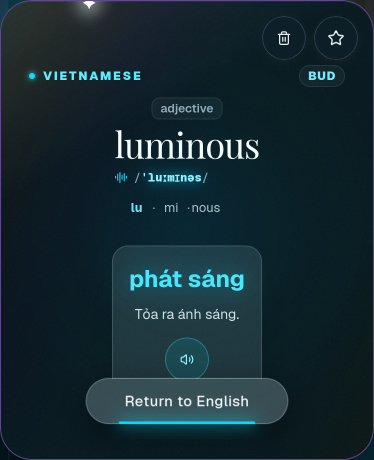 VIETNAMESE
BUD
adjective
luminous
/ˈluːmɪnəs/
lu · mi ·nous
phát sáng
Tỏa ra ánh sáng.
Return to English